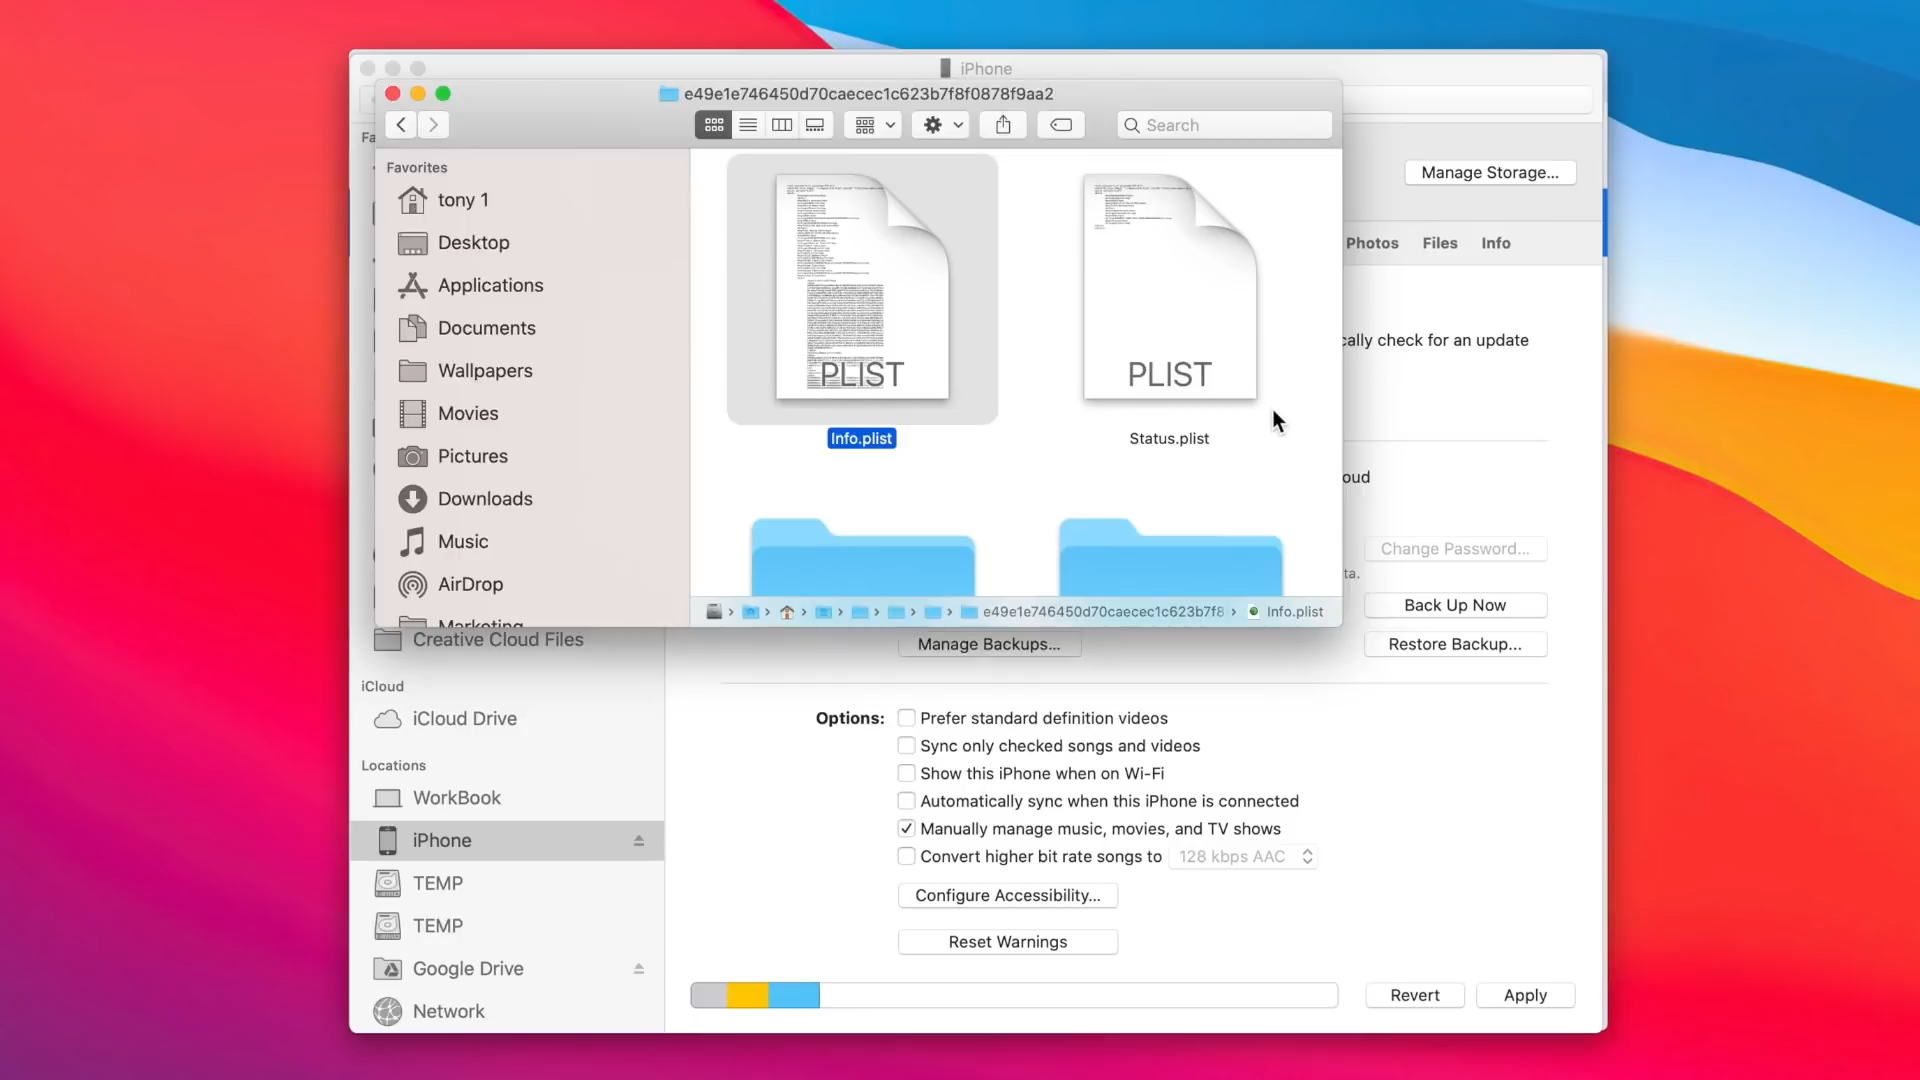 iPhone
e49e1e746450d70caecec1c623b7f8f0878f9aa2
Search
Fa
Favorites
tony 1
Desktop
Applications
Documents
Wallpapers
Movies
Pictures
Downloads
Music
AirDrop
Marketing
PLIST
Info.plist
PLIST
Status.plist
e49e1e746450d70caecec1c623b7f8
Info.plist
Manage Storage...
Photos
Files
Info
cally check for an update
oud
Change Password...
ta.
Back Up Now
Manage Backups...
Restore Backup...
Creative Cloud Files
iCloud
iCloud Drive
Locations
WorkBook
iPhone
TEMP
TEMP
Google Drive
Network
Options:
Prefer standard definition videos
Sync only checked songs and videos
Show this iPhone when on Wi-Fi
Automatically sync when this iPhone is connected
Manually manage music, movies, and TV shows
Convert higher bit rate songs to
128 kbps AAC
Configure Accessibility...
Reset Warnings
Revert
Apply